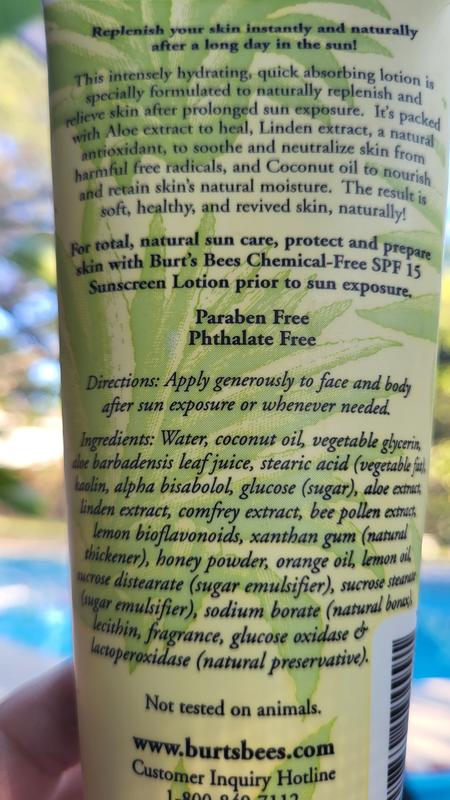 Replenish your skin instantly and naturally
after a long day in the sun!
This intensely hydrating, quick absorbing lotion is
specially formulated to naturally replenish and
relieve skin after prolonged sun exposure. It's packed
with Aloe extract to heal, Linden extract, a natural
antioxidant, to soothe and neutralize skin from
harmful free radicals, and Coconut oil to nourish
and retain skin's natural moisture. The result is
soft, healthy, and revived skin, naturally!
For total, natural sun care, protect and prepare
skin with Burt's Bees Chemical-Free SPF 15
Sunscreen Lotion prior to sun exposure.
Paraben Free
Phthalate Free
Directions: Apply generously to face and body
after sun exposure or whenever needed.
Ingredients: Water, coconut oil, vegetable glycerin,
aloe barbadensis leaf juice, stearic acid (vegetable fat),
kaolin, alpha bisabolol, glucose (sugar), aloe extract,
linden extract, comfrey extract, bee pollen extract,
lemon bioflavonoids, xanthan gum (natural
thickener), honey powder, orange oil, lemon oil,
sucrose distearate (sugar emulsifier), sucrose stearate
(sugar emulsifier), sodium borate (natural borax),
lecithin, fragrance, glucose oxidase &
lactoperoxidase (natural preservative).
Not tested on animals.
www.burtsbees.com
Customer Inquiry Hotline